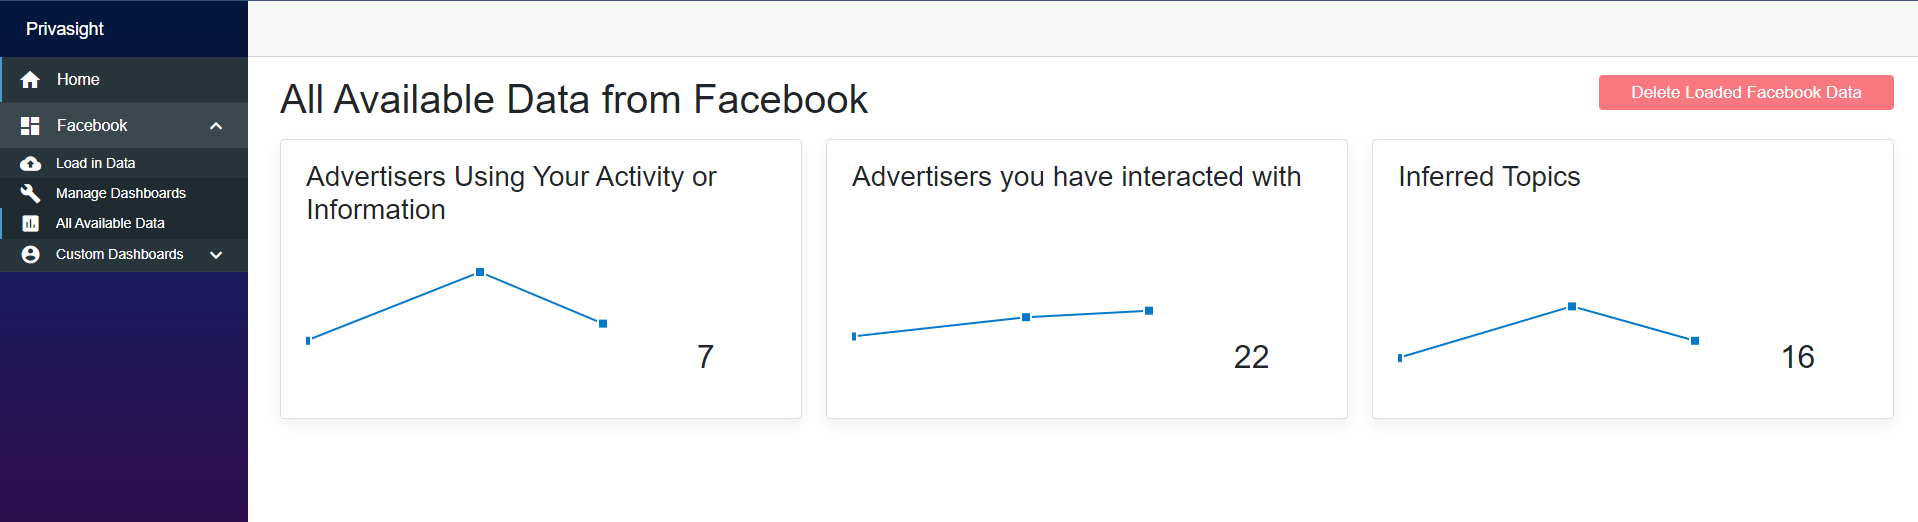 Privasight
Home
Facebook
Load in Data
Manage Dashboards
All Available Data
Custom Dashboards
All Available Data from Facebook
Delete Loaded Facebook Data
Advertisers Using Your Activity or
Information
7
Advertisers you have interacted with
22
Inferred Topics
16